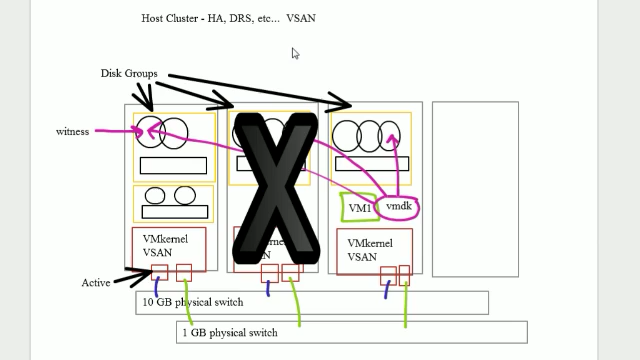 Host Cluster - HA, DRS, etc... VSAN
Disk Groups
witness
VM1
vmdk
VMkernel
VSAN
VMkernel
VSAN
Active
10 GB physical switch
1 GB physical switch